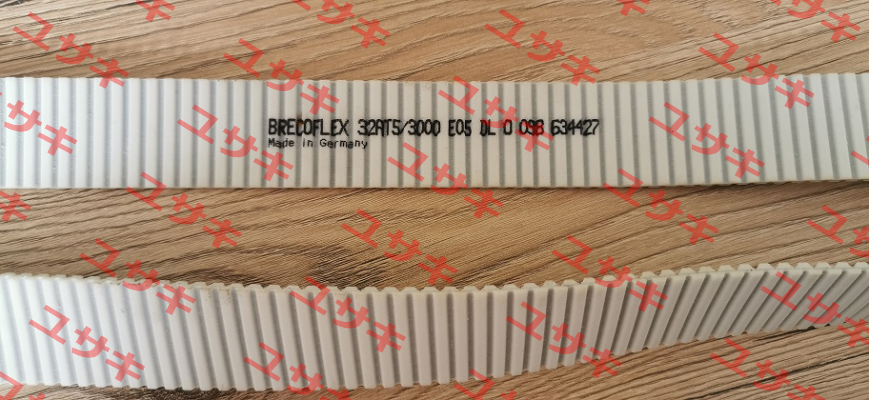 BRECOFLEX 32AT5/3000 E05 DL 0 098 634427
Made in Germany
ユサキ